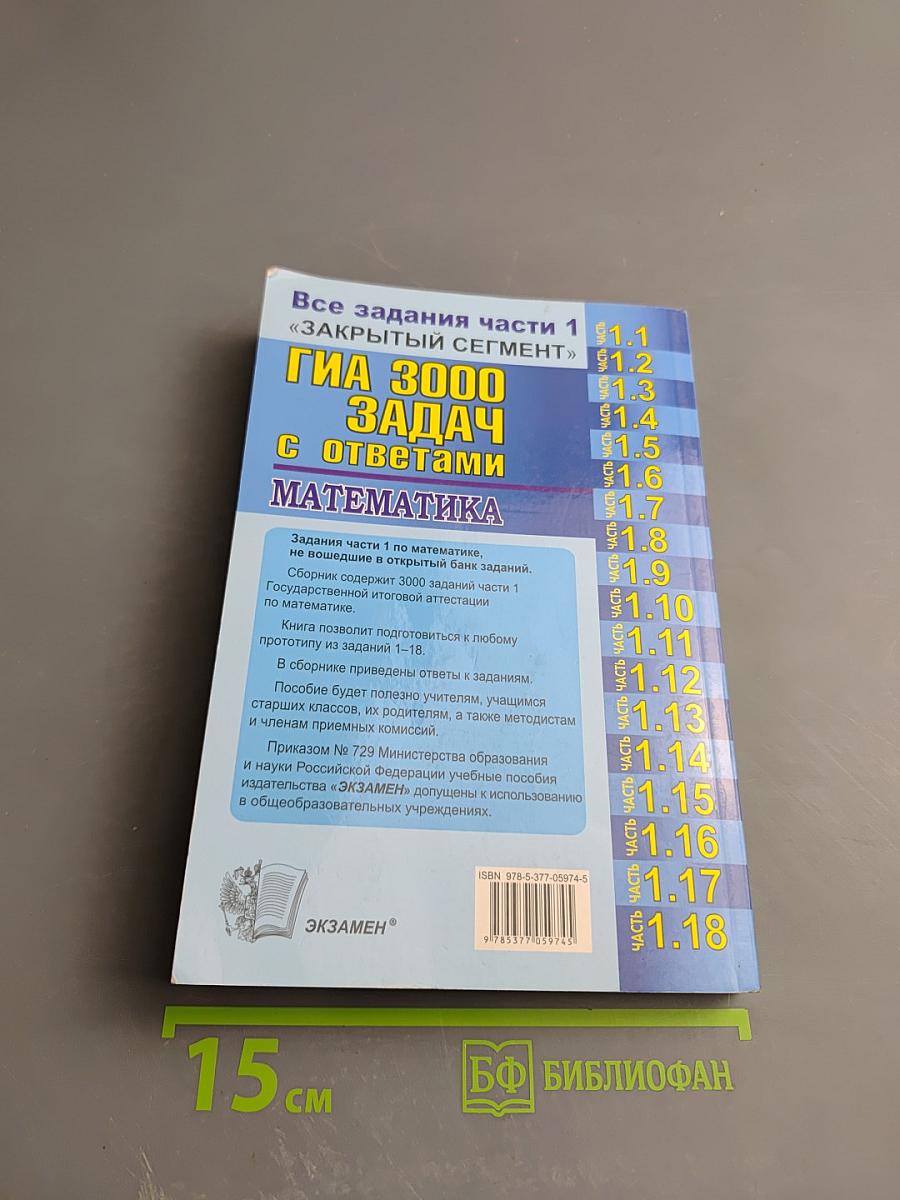 Все задания части 1
«ЗАКРЫТЫЙ СЕГМЕНТ»
ГИА 3000
ЗАДАЧ
с ответами
МАТЕМАТИКА
Задания части 1 по математике,
не вошедшие в открытый банк заданий.
Сборник содержит 3000 заданий части 1
Государственной итоговой аттестации
по математике.
Книга позволит подготовиться к любому
прототипу из заданий 1–18.
В сборнике приведены ответы к заданиям.
Пособие будет полезно учителям, учащимся
старших классов, их родителям, а также методистам
и членам приемных комиссий.
Приказом № 729 Министерства образования
и науки Российской Федерации учебные пособия
издательства «ЭКЗАМЕН» допущены к использованию
в общеобразовательных учреждениях.
ЭКЗАМЕН®
ISBN 978-5-377-05974-5
9 785377 059745
ЧАСТЬ 1.1
ЧАСТЬ 1.2
ЧАСТЬ 1.3
ЧАСТЬ 1.4
ЧАСТЬ 1.5
ЧАСТЬ 1.6
ЧАСТЬ 1.7
ЧАСТЬ 1.8
ЧАСТЬ 1.9
ЧАСТЬ 1.10
ЧАСТЬ 1.11
ЧАСТЬ 1.12
ЧАСТЬ 1.13
ЧАСТЬ 1.14
ЧАСТЬ 1.15
ЧАСТЬ 1.16
ЧАСТЬ 1.17
ЧАСТЬ 1.18
15 см
БФ БИБЛИОФАН